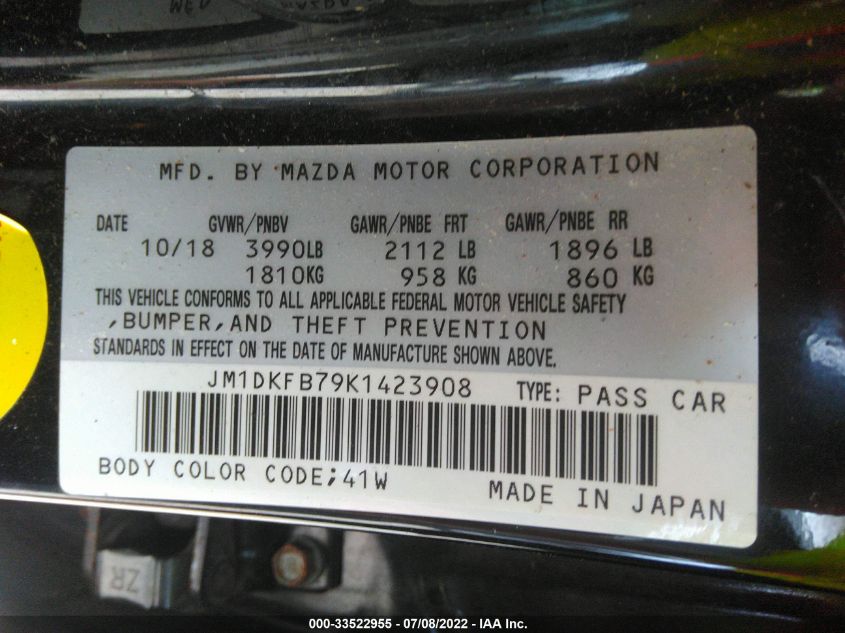 MFD. BY MAZDA MOTOR CORPORATION
DATE GVWR/PNBV GAWR/PNBE FRT GAWR/PNBE RR
10/18 3990LB 2112 LB 1896 LB
1810KG 958 KG 860 KG
THIS VEHICLE CONFORMS TO ALL APPLICABLE FEDERAL MOTOR VEHICLE SAFETY
,BUMPER,AND THEFT PREVENTION
STANDARDS IN EFFECT ON THE DATE OF MANUFACTURE SHOWN ABOVE.
JM1DKFB79K1423908 TYPE: PASS CAR
BODY COLOR CODE;41W
MADE IN JAPAN
ZR
000-33522955 - 07/08/2022 - IAA Inc.